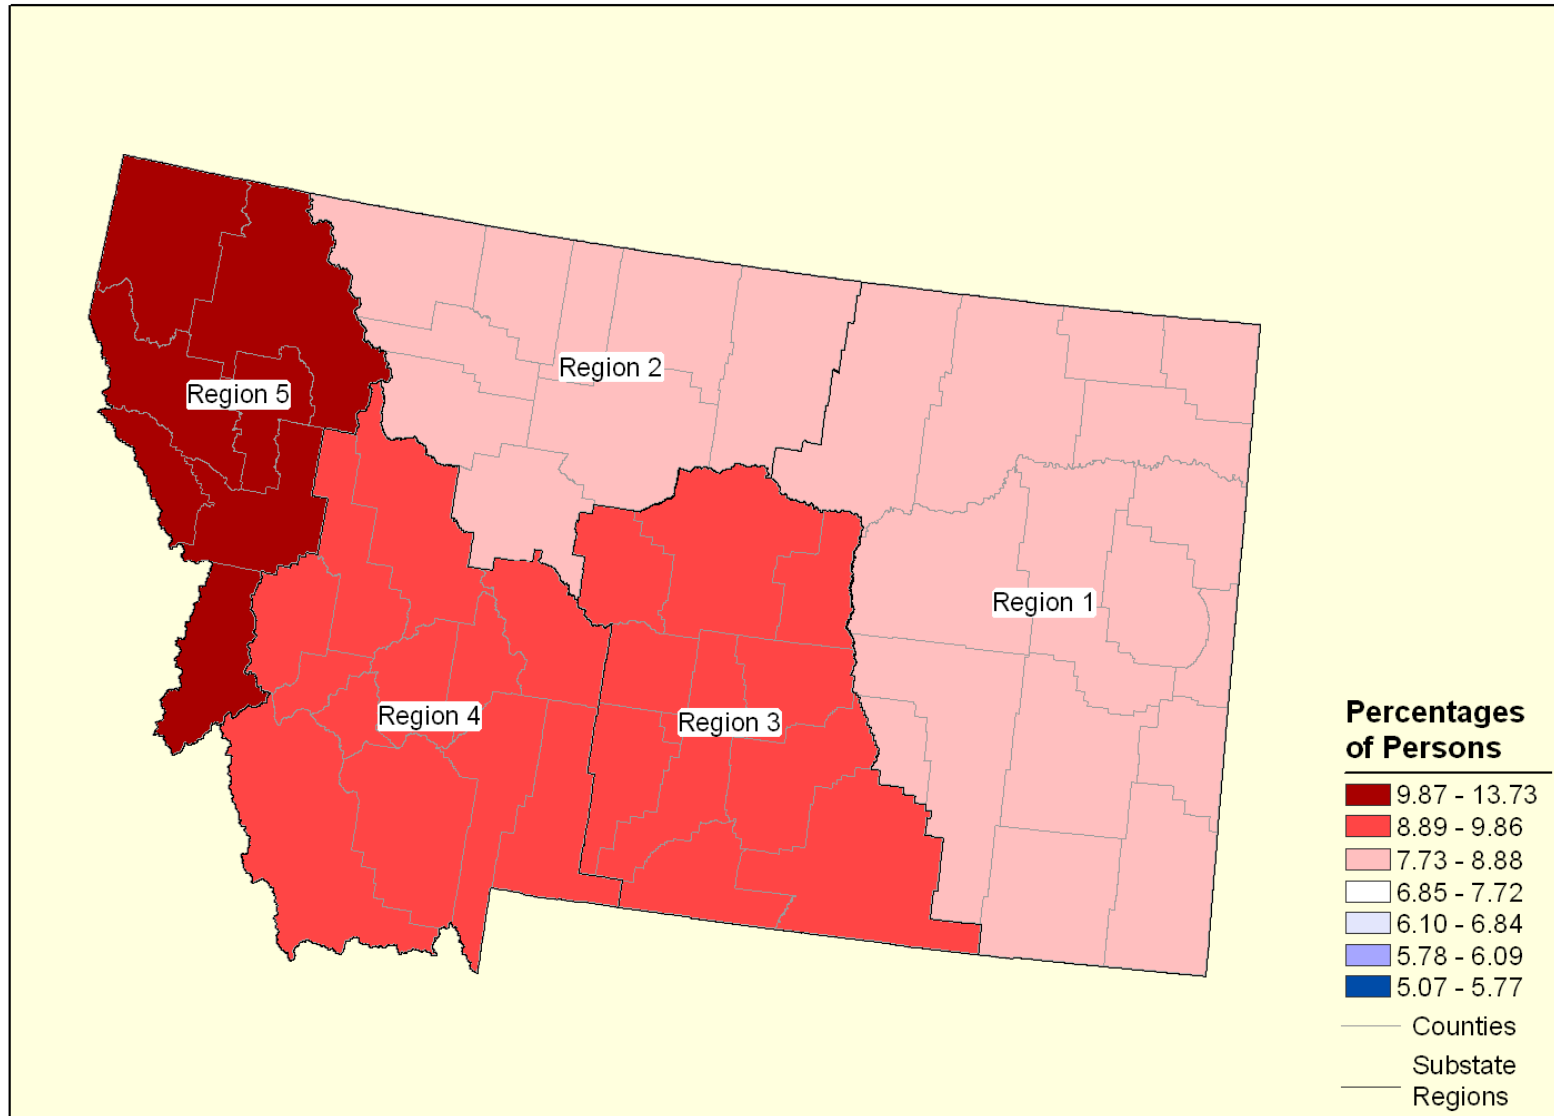 Region 2
Region 5
Region 1
Region 4
Region 3
Percentages
of Persons
9.87 - 13.73
8.89 - 9.86
7.73 - 8.88
6.85 - 7.72
6.10 - 6.84
5.78 - 6.09
5.07 - 5.77
Counties
Substate
Regions